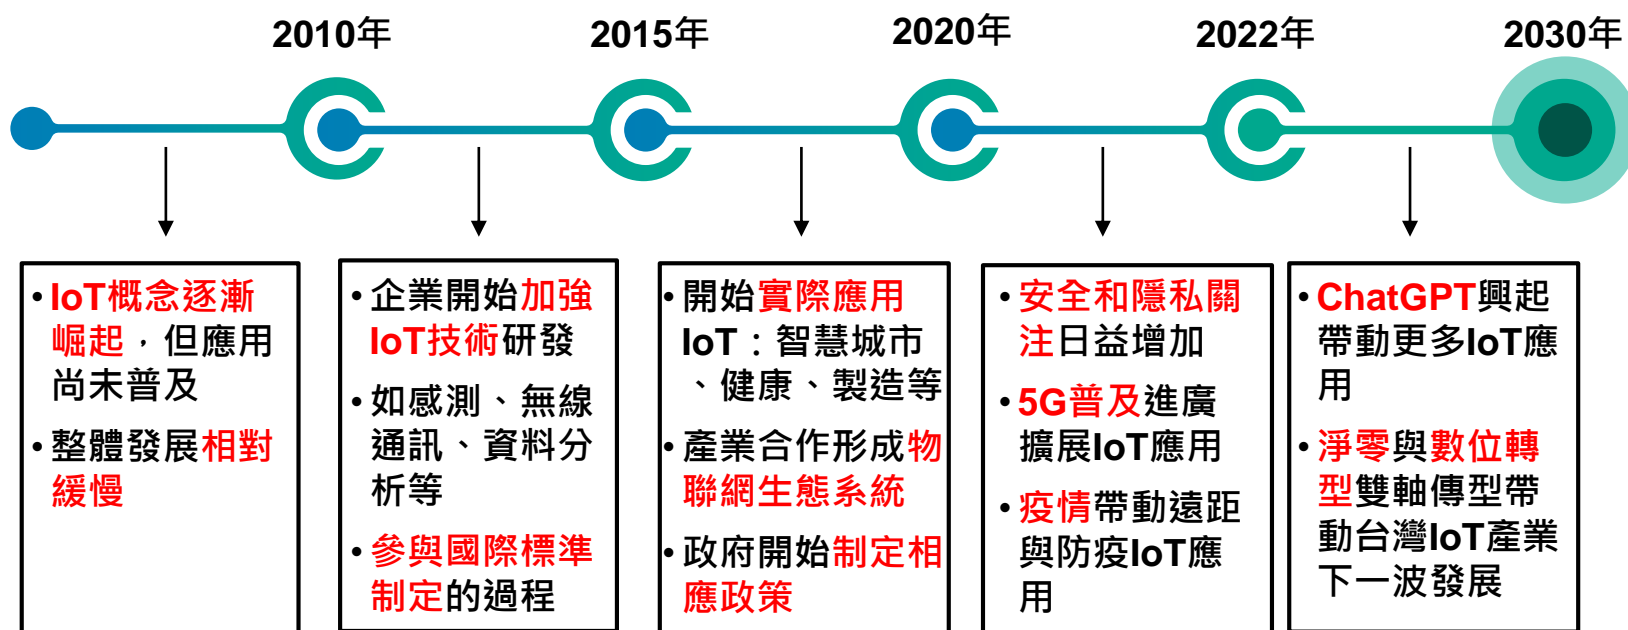 2010年
2015年
2020年
2022年
2030年
•IoT概念逐漸
崛起，但應用
尚未普及
•整體發展相對
緩慢
•企業開始加強
IoT技術研發
•如感測、無線
通訊、資料分
析等
•參與國際標準
制定的過程
•開始實際應用
IoT：智慧城市
、健康、製造等
•產業合作形成物
聯網生態系統
•政府開始制定相
應政策
•安全和隱私關
注日益增加
•5G普及進廣
擴展IoT應用
•疫情帶動遠距
與防疫IoT應
用
•ChatGPT興起
帶動更多IoT應
用
•淨零與數位轉
型雙軸傳型帶
動台灣IoT產業
下一波發展